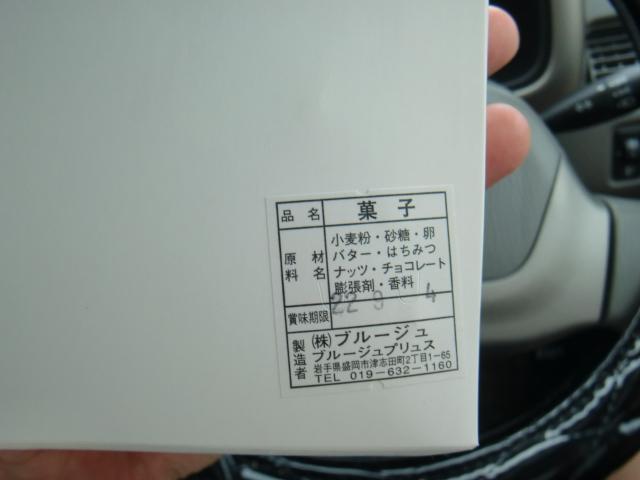 品名 菓子
原材料名 小麦粉・砂糖・卵
バター・はちみつ
ナッツ・チョコレート
膨張剤・香料
賞味期限 22 9 4
製造者 (株)ブルージュ
ブルージュプリュス
岩手県盛岡市津志田町2丁目1-65
TEL 019-632-1160